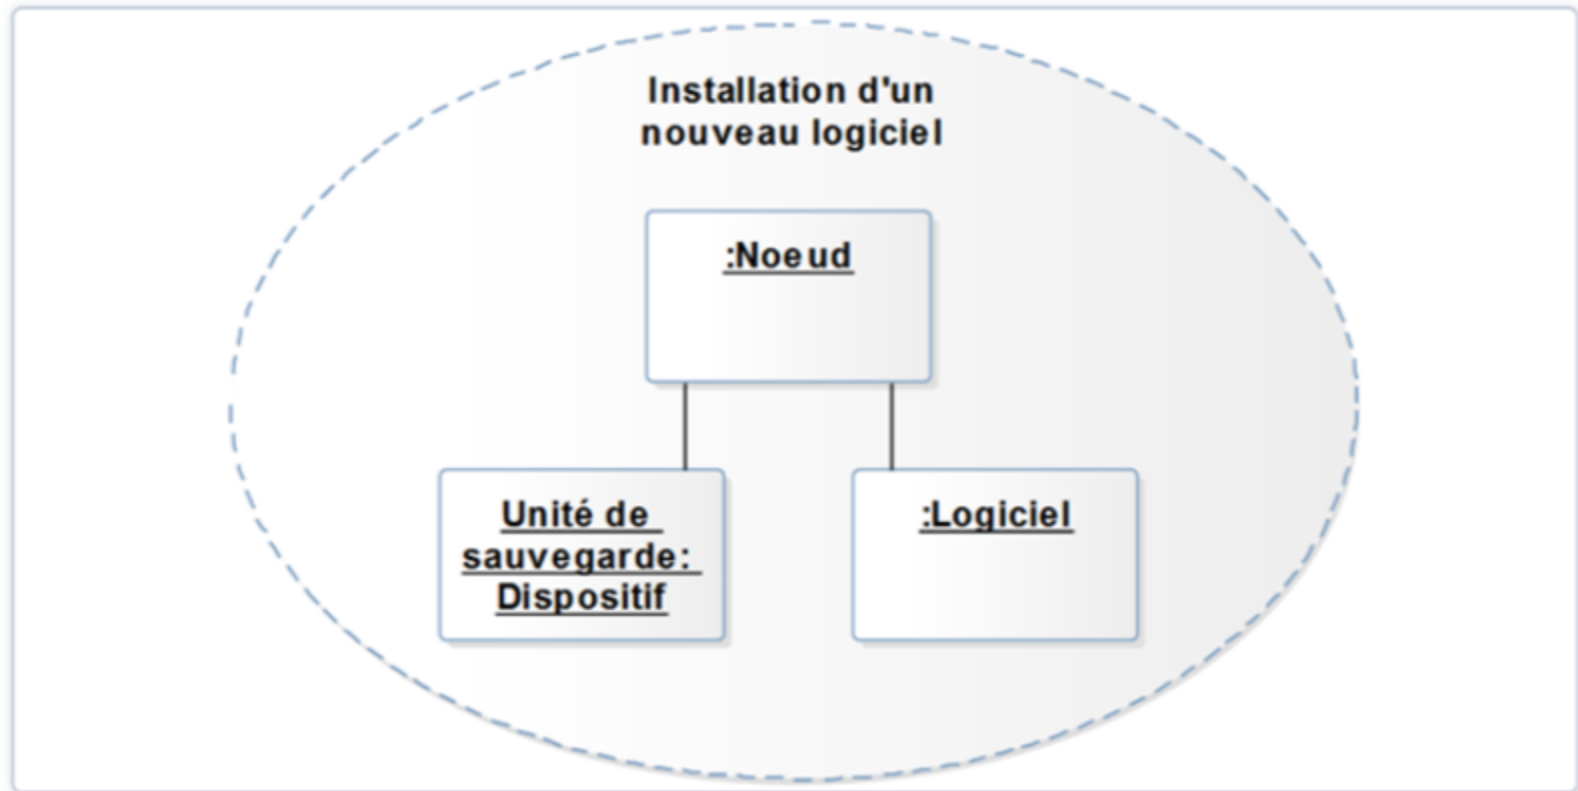 Installation d'un
nouveau logiciel
:Noeud
Unité de
sauvegarde:
Dispositif
:Logiciel